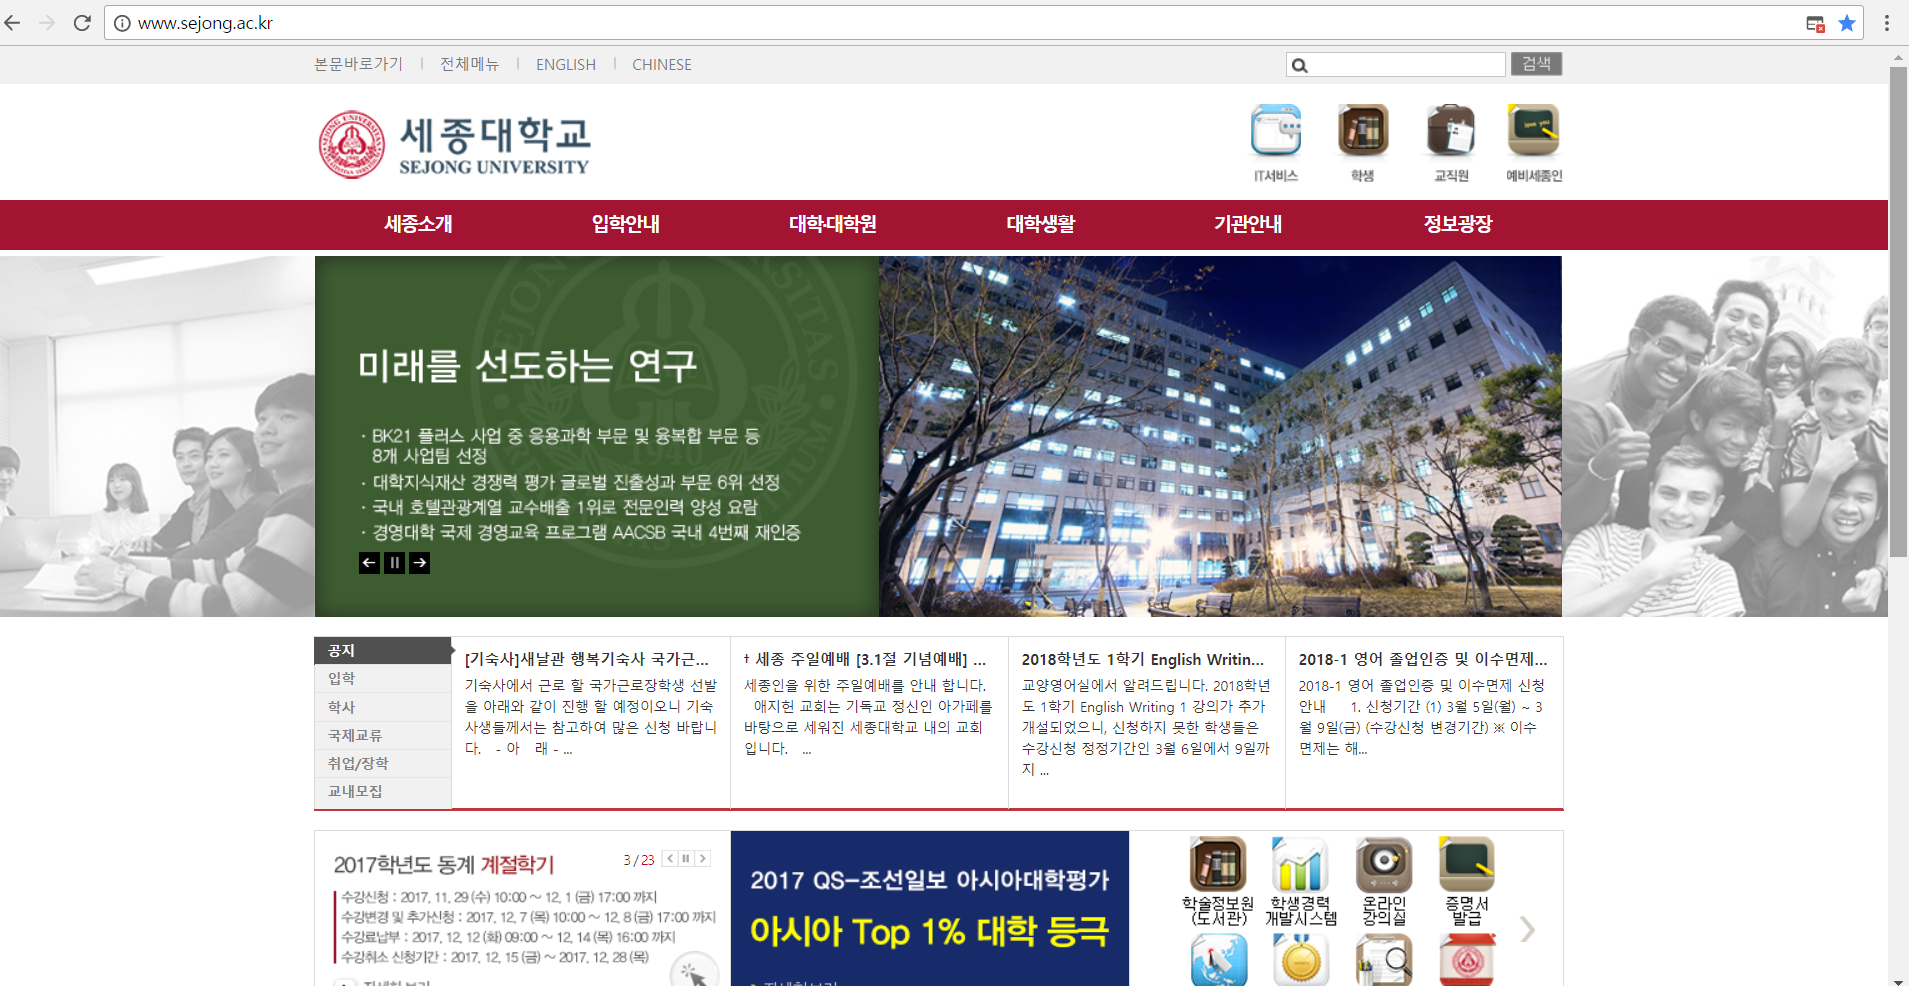 www.sejong.ac.kr
본문바로가기 | 전체메뉴 | ENGLISH | CHINESE
검색
세종대학교
SEJONG UNIVERSITY
IT서비스 학생 교직원 예비세종인
세종소개 입학안내 대학·대학원 대학생활 기관안내 정보광장
미래를 선도하는 연구
· BK21 플러스 사업 중 응용과학 부문 및 융복합 부문 등
8개 사업팀 선정
· 대학지식재산 경쟁력 평가 글로벌 진출성과 부문 6위 선정
· 국내 호텔관광계열 교수배출 1위로 전문인력 양성 요람
· 경영대학 국제 경영교육 프로그램 AACSB 국내 4번째 재인증
공지
입학
학사
국제교류
취업/장학
교내모집
[기숙사]새날관 행복기숙사 국가근...
기숙사에서 근로 할 국가근로장학생 선발
을 아래와 같이 진행 할 예정이오니 기숙
사생들께서는 참고하여 많은 신청 바랍니
다. - 아 래 - ...
† 세종 주일예배 [3.1절 기념예배] ...
세종인을 위한 주일예배를 안내 합니다.
애지헌 교회는 기독교 정신인 아가페를
바탕으로 세워진 세종대학교 내의 교회
입니다. ...
2018학년도 1학기 English Writin...
교양영어실에서 알려드립니다. 2018학년
도 1학기 English Writing 1 강의가 추가
개설되었으니, 신청하지 못한 학생들은
수강신청 정정기간인 3월 6일에서 9일까
지 ...
2018-1 영어 졸업인증 및 이수면제...
2018-1 영어 졸업인증 및 이수면제 신청
안내 1. 신청기간 (1) 3월 5일(월) ~ 3
월 9일(금) (수강신청 변경기간) ※ 이수
면제는 해...
2017학년도 동계 계절학기
3 / 23
수강신청 : 2017. 11. 29 (수) 10:00 ~ 12. 1 (금) 17:00 까지
수강변경 및 추가신청 : 2017. 12. 7 (목) 10:00 ~ 12. 8 (금) 17:00 까지
수강료납부 : 2017. 12. 12 (화) 09:00 ~ 12. 14 (목) 16:00 까지
수강취소 신청기간 : 2017. 12. 15 (금) ~ 2017. 12. 28 (목)
2017 QS-조선일보 아시아대학평가
아시아 Top 1% 대학 등극
학술정보원
(도서관)
학생경력
개발시스템
온라인
강의실
증명서
발급